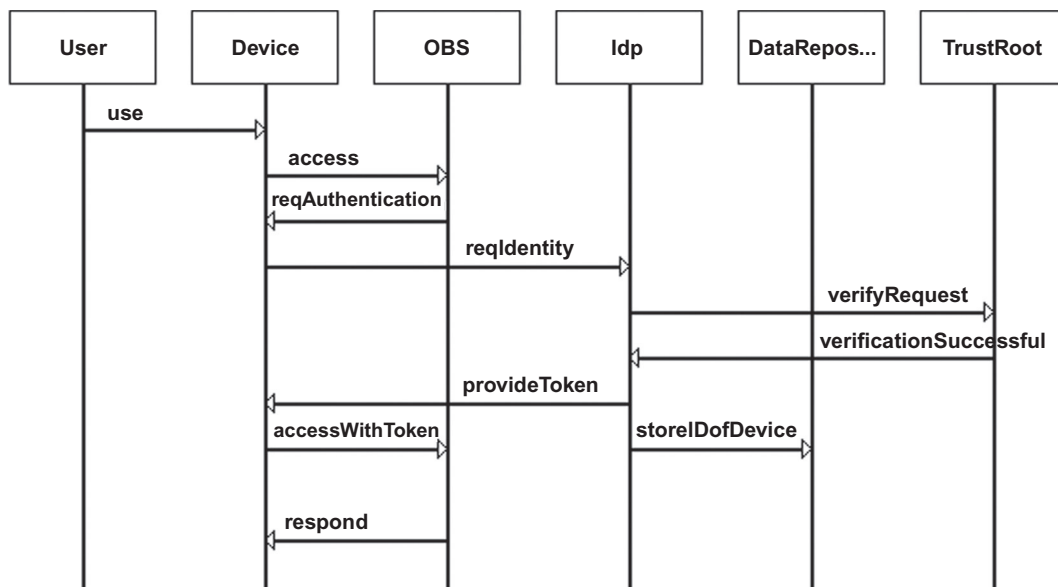 User
Device
OBS
Idp
DataRepos...
TrustRoot
use
access
reqAuthentication
reqIdentity
verifyRequest
verificationSuccessful
provideToken
accessWithToken
storeIDofDevice
respond